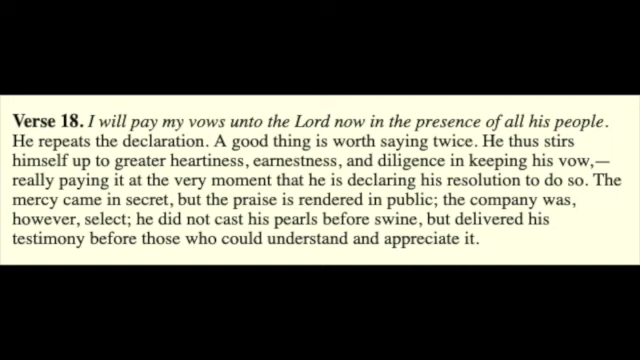 Verse 18. I will pay my vows unto the Lord now in the presence of all his people.
He repeats the declaration. A good thing is worth saying twice. He thus stirs
himself up to greater heartiness, earnestness, and diligence in keeping his vow,—
really paying it at the very moment that he is declaring his resolution to do so. The
mercy came in secret, but the praise is rendered in public; the company was,
however, select; he did not cast his pearls before swine, but delivered his
testimony before those who could understand and appreciate it.